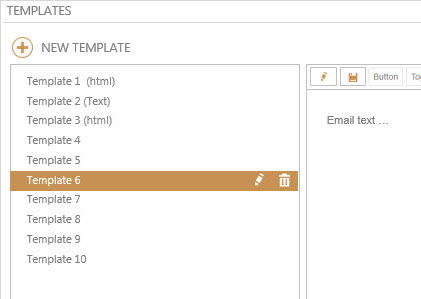 TEMPLATES
NEW TEMPLATE
Template 1 (html)
Template 2 (Text)
Template 3 (html)
Template 4
Template 5
Template 6
Template 7
Template 8
Template 9
Template 10
Button
Email text ...